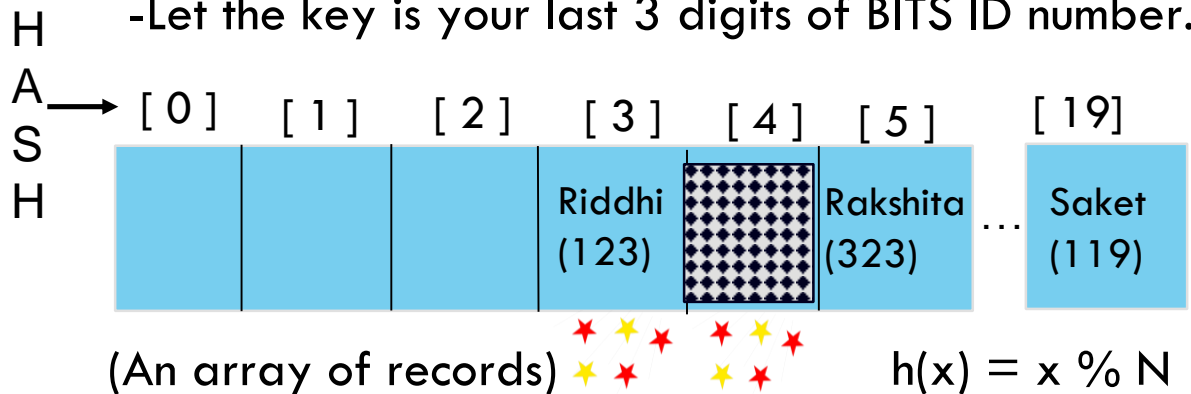 -Let the key is your last 3 digits of BITS ID number.
H
A
S
H
[ 0 ] [ 1 ] [ 2 ] [ 3 ] [ 4 ] [ 5 ] [ 19]
Riddhi Rakshita Saket
(123) (323) ... (119)
(An array of records) h(x) = x % N